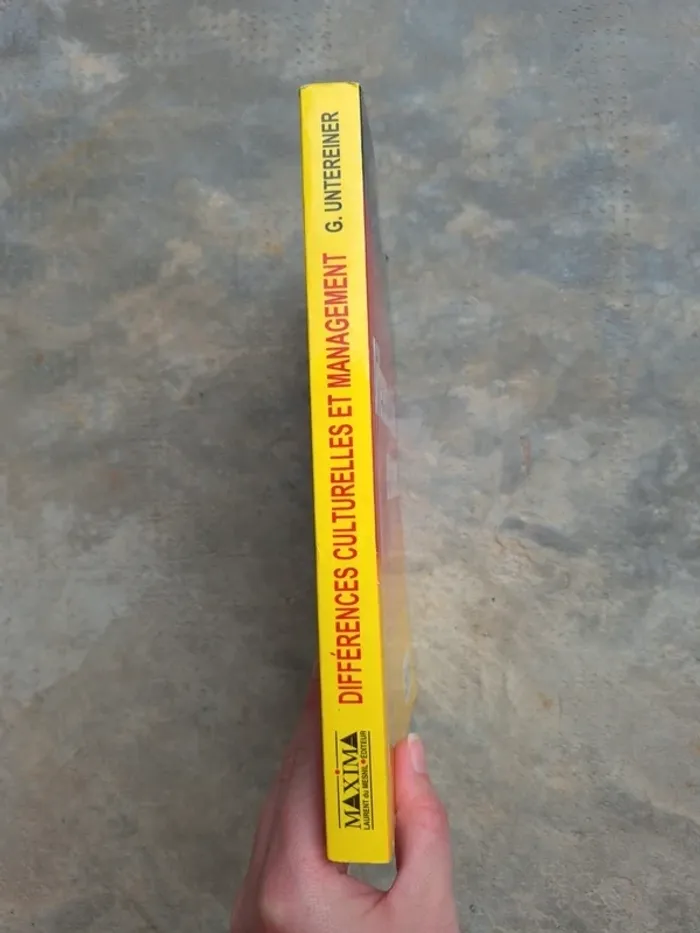 G. UNTEREINER
DIFFÉRENCES CULTURELLES ET MANAGEMENT
MAXIMA
LAURENT du MESNIL•ÉDITEUR